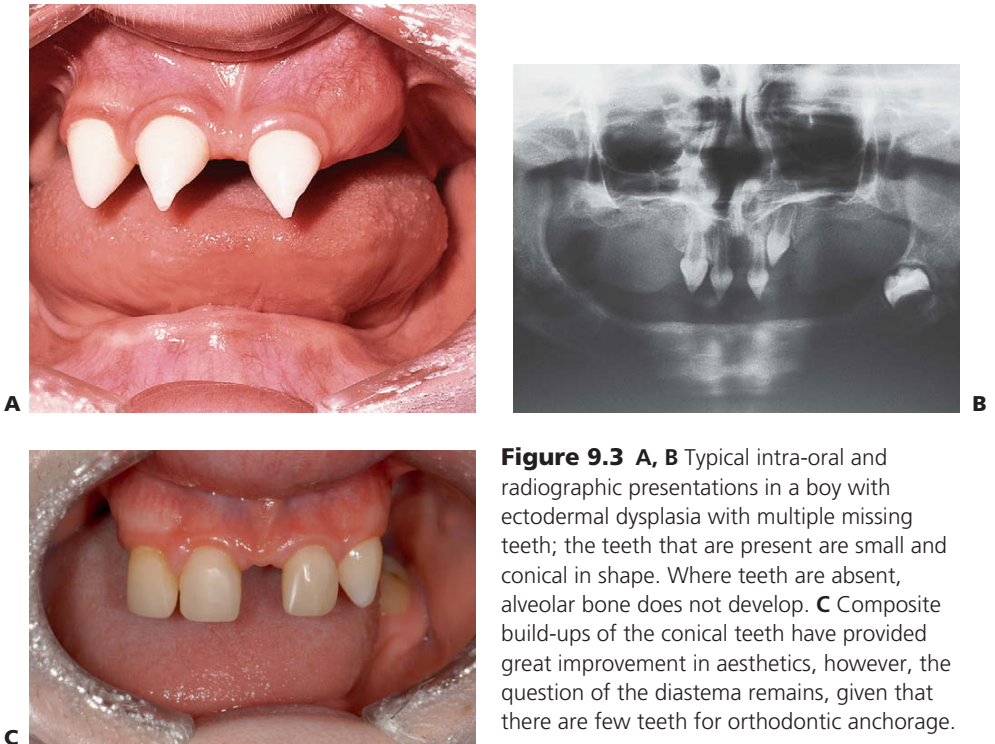 A
B
Figure 9.3 A, B Typical intra-oral and
radiographic presentations in a boy with
ectodermal dysplasia with multiple missing
teeth; the teeth that are present are small and
conical in shape. Where teeth are absent,
alveolar bone does not develop. C Composite
build-ups of the conical teeth have provided
great improvement in aesthetics, however, the
question of the diastema remains, given that
there are few teeth for orthodontic anchorage.
C